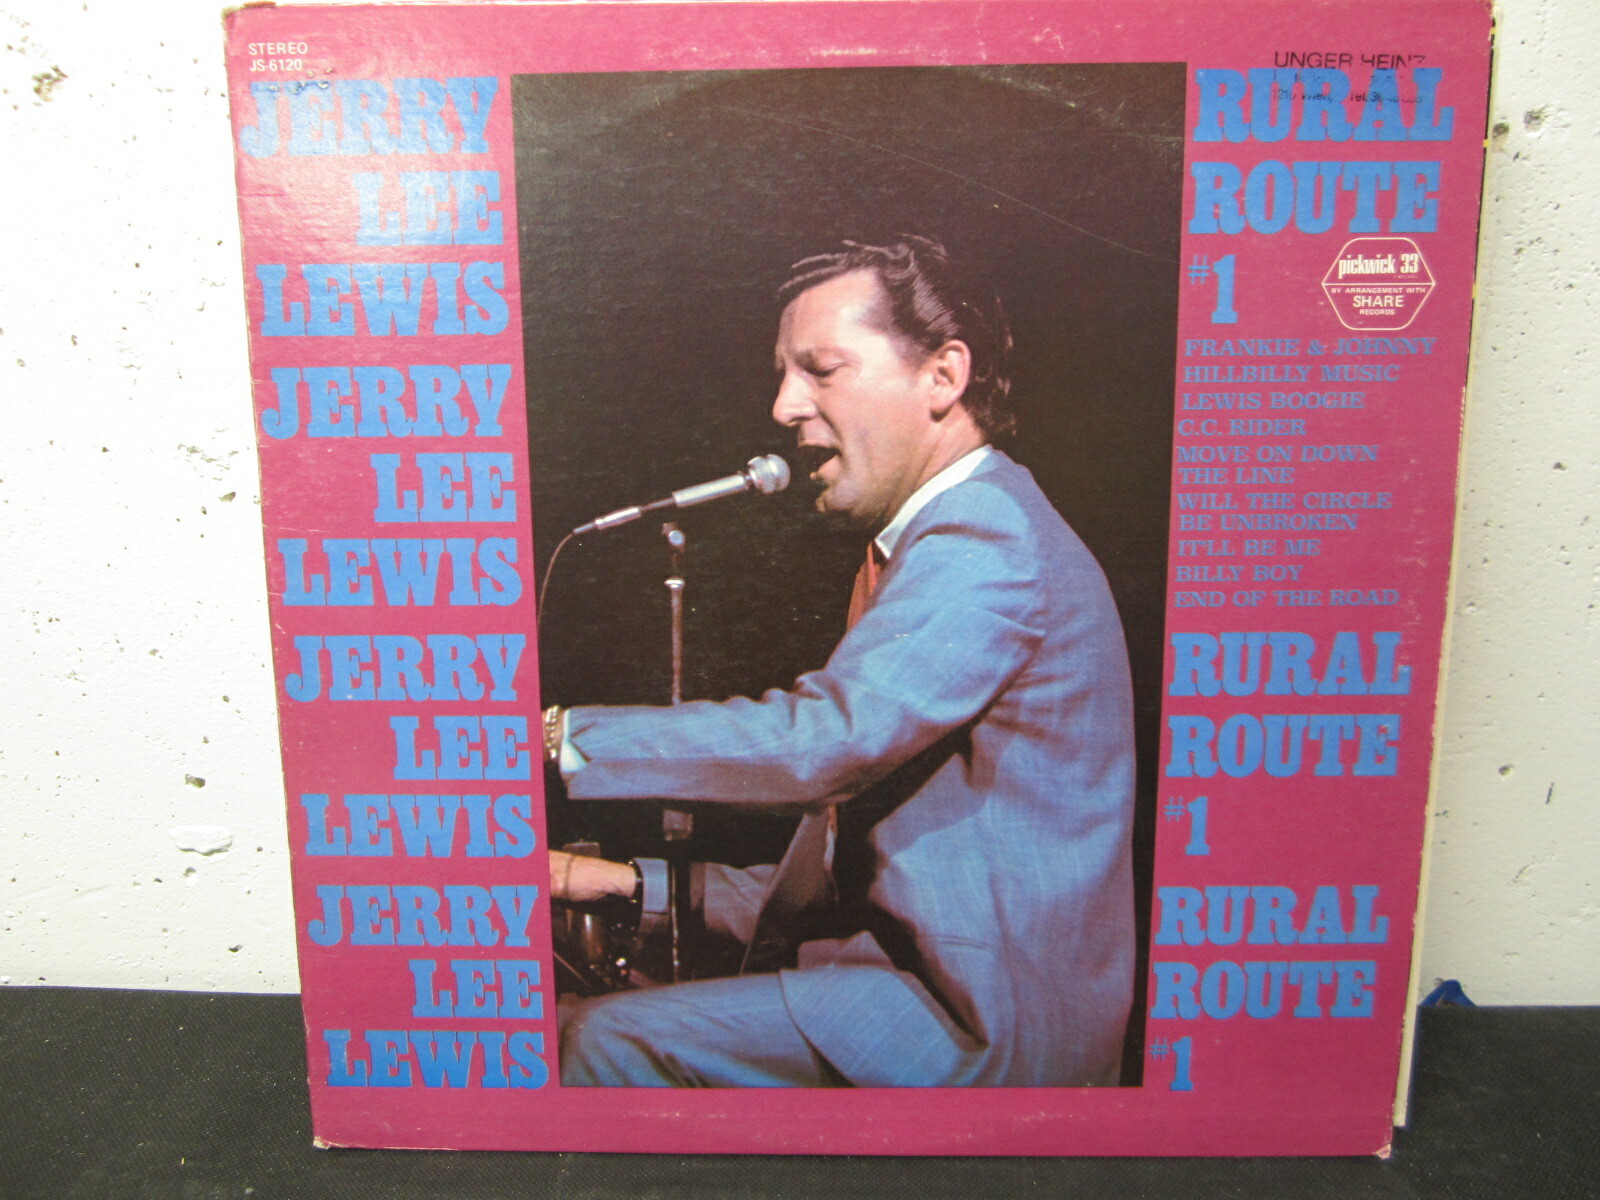 STEREO
JS-6120
JERRY
LEE
LEWIS
JERRY
LEE
LEWIS
JERRY
LEE
LEWIS
JERRY
LEE
LEWIS
UNGER HEINZ
RURAL
ROUTE
#1
pickwick 33
BY ARRANGEMENT WITH
SHARE
RECORDS
FRANKIE & JOHNNY
HILLBILLY MUSIC
LEWIS BOOGIE
C.C. RIDER
MOVE ON DOWN
THE LINE
WILL THE CIRCLE
BE UNBROKEN
IT'LL BE ME
BILLY BOY
END OF THE ROAD
RURAL
ROUTE
#1
RURAL
ROUTE
#1